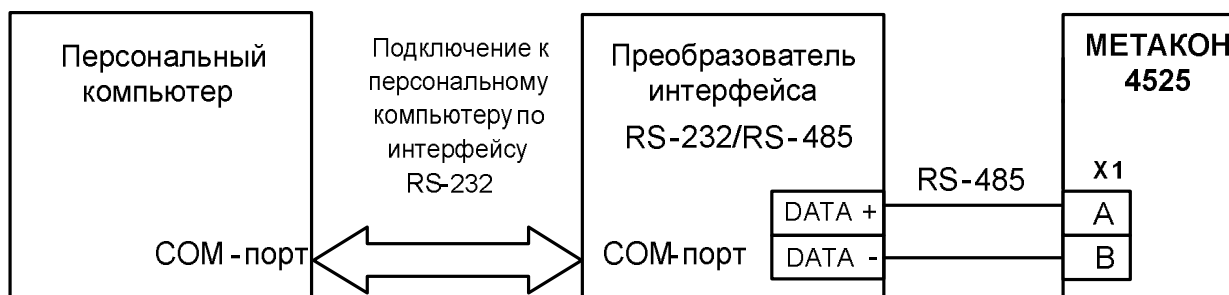 Персональный
компьютер
COM - порт
Подключение к
персональному
компьютеру по
интерфейсу
RS-232
Преобразователь
интерфейса
RS-232/RS-485
COM-порт
DATA +
DATA -
RS-485
МЕТАКОН
4525
X1
A
B